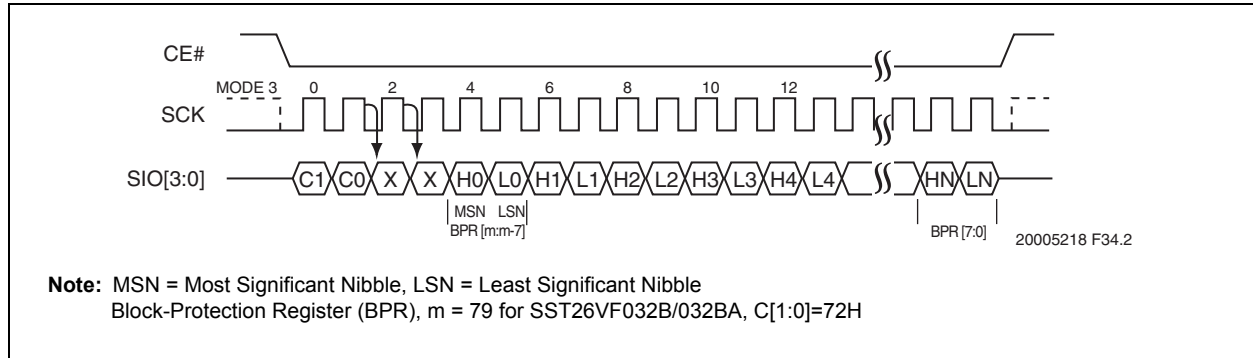 CE#
MODE 3 0 2 4 6 8 10 12
SCK
SIO[3:0] C1 C0 X X H0 L0 H1 L1 H2 L2 H3 L3 H4 L4 HN LN
MSN LSN
BPR [m:m-7]
BPR [7:0]
20005218 F34.2
Note: MSN = Most Significant Nibble, LSN = Least Significant Nibble
Block-Protection Register (BPR), m = 79 for SST26VF032B/032BA, C[1:0]=72H